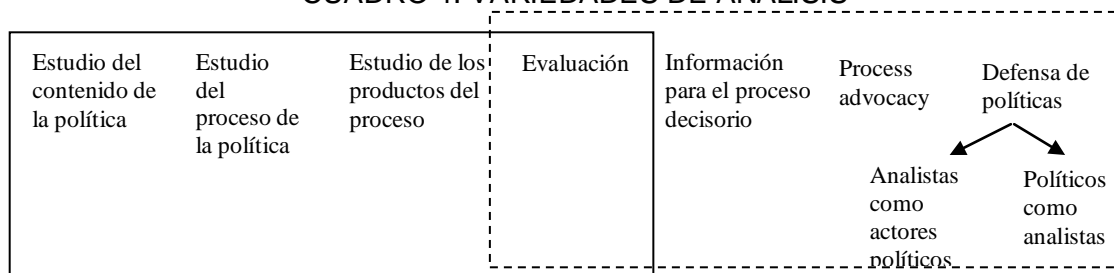 CUADRO 4. VARIEDADES DE ANÁLISIS
Estudio del
contenido de
la política
Estudio
del
proceso de
la política
Estudio de los
productos del
proceso
Evaluación
Información
para el proceso
decisorio
Process
advocacy
Defensa de
políticas
Analistas
como
actores
políticos
Políticos
como
analistas